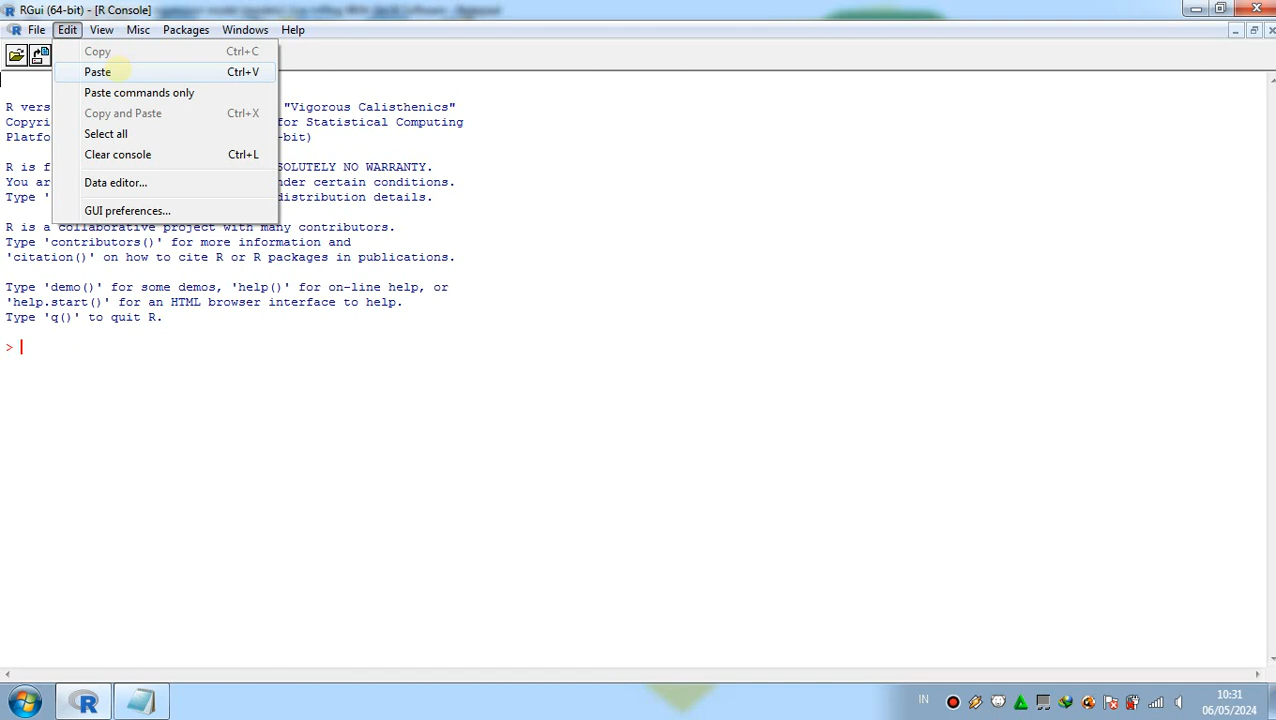 RGui (64-bit) - [R Console]
File Edit View Misc Packages Windows Help
Copy Ctrl+C
Paste Ctrl+V
Paste commands only
Copy and Paste Ctrl+X
Select all
Clear console Ctrl+L
Data editor...
GUI preferences...
R vers "Vigorous Calisthenics"
Copyri for Statistical Computing
Platfo -bit)
R is f SOLUTELY NO WARRANTY.
You ar nder certain conditions.
Type ' distribution details.
R is a collaborative project with many contributors.
Type 'contributors()' for more information and
'citation()' on how to cite R or R packages in publications.
Type 'demo()' for some demos, 'help()' for on-line help, or
'help.start()' for an HTML browser interface to help.
Type 'q()' to quit R.
>
IN
10:31
06/05/2024